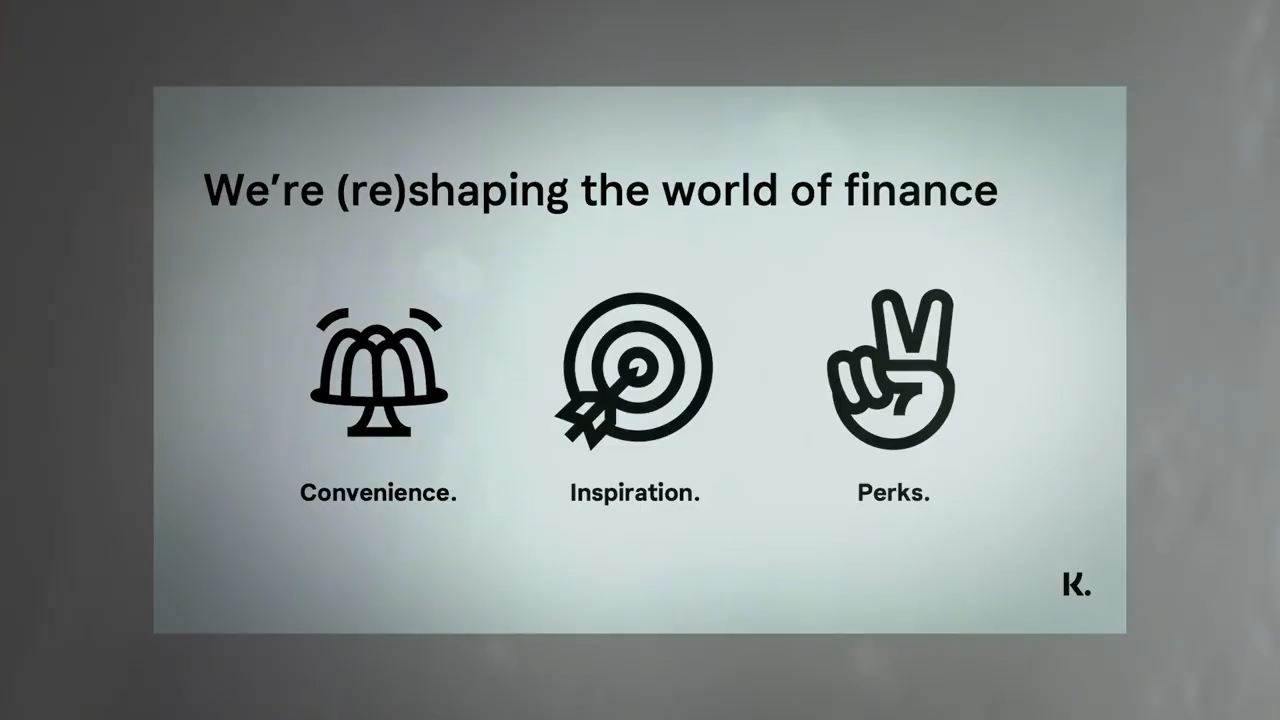 We’re (re)shaping the world of finance
Convenience.
Inspiration.
Perks.
K.